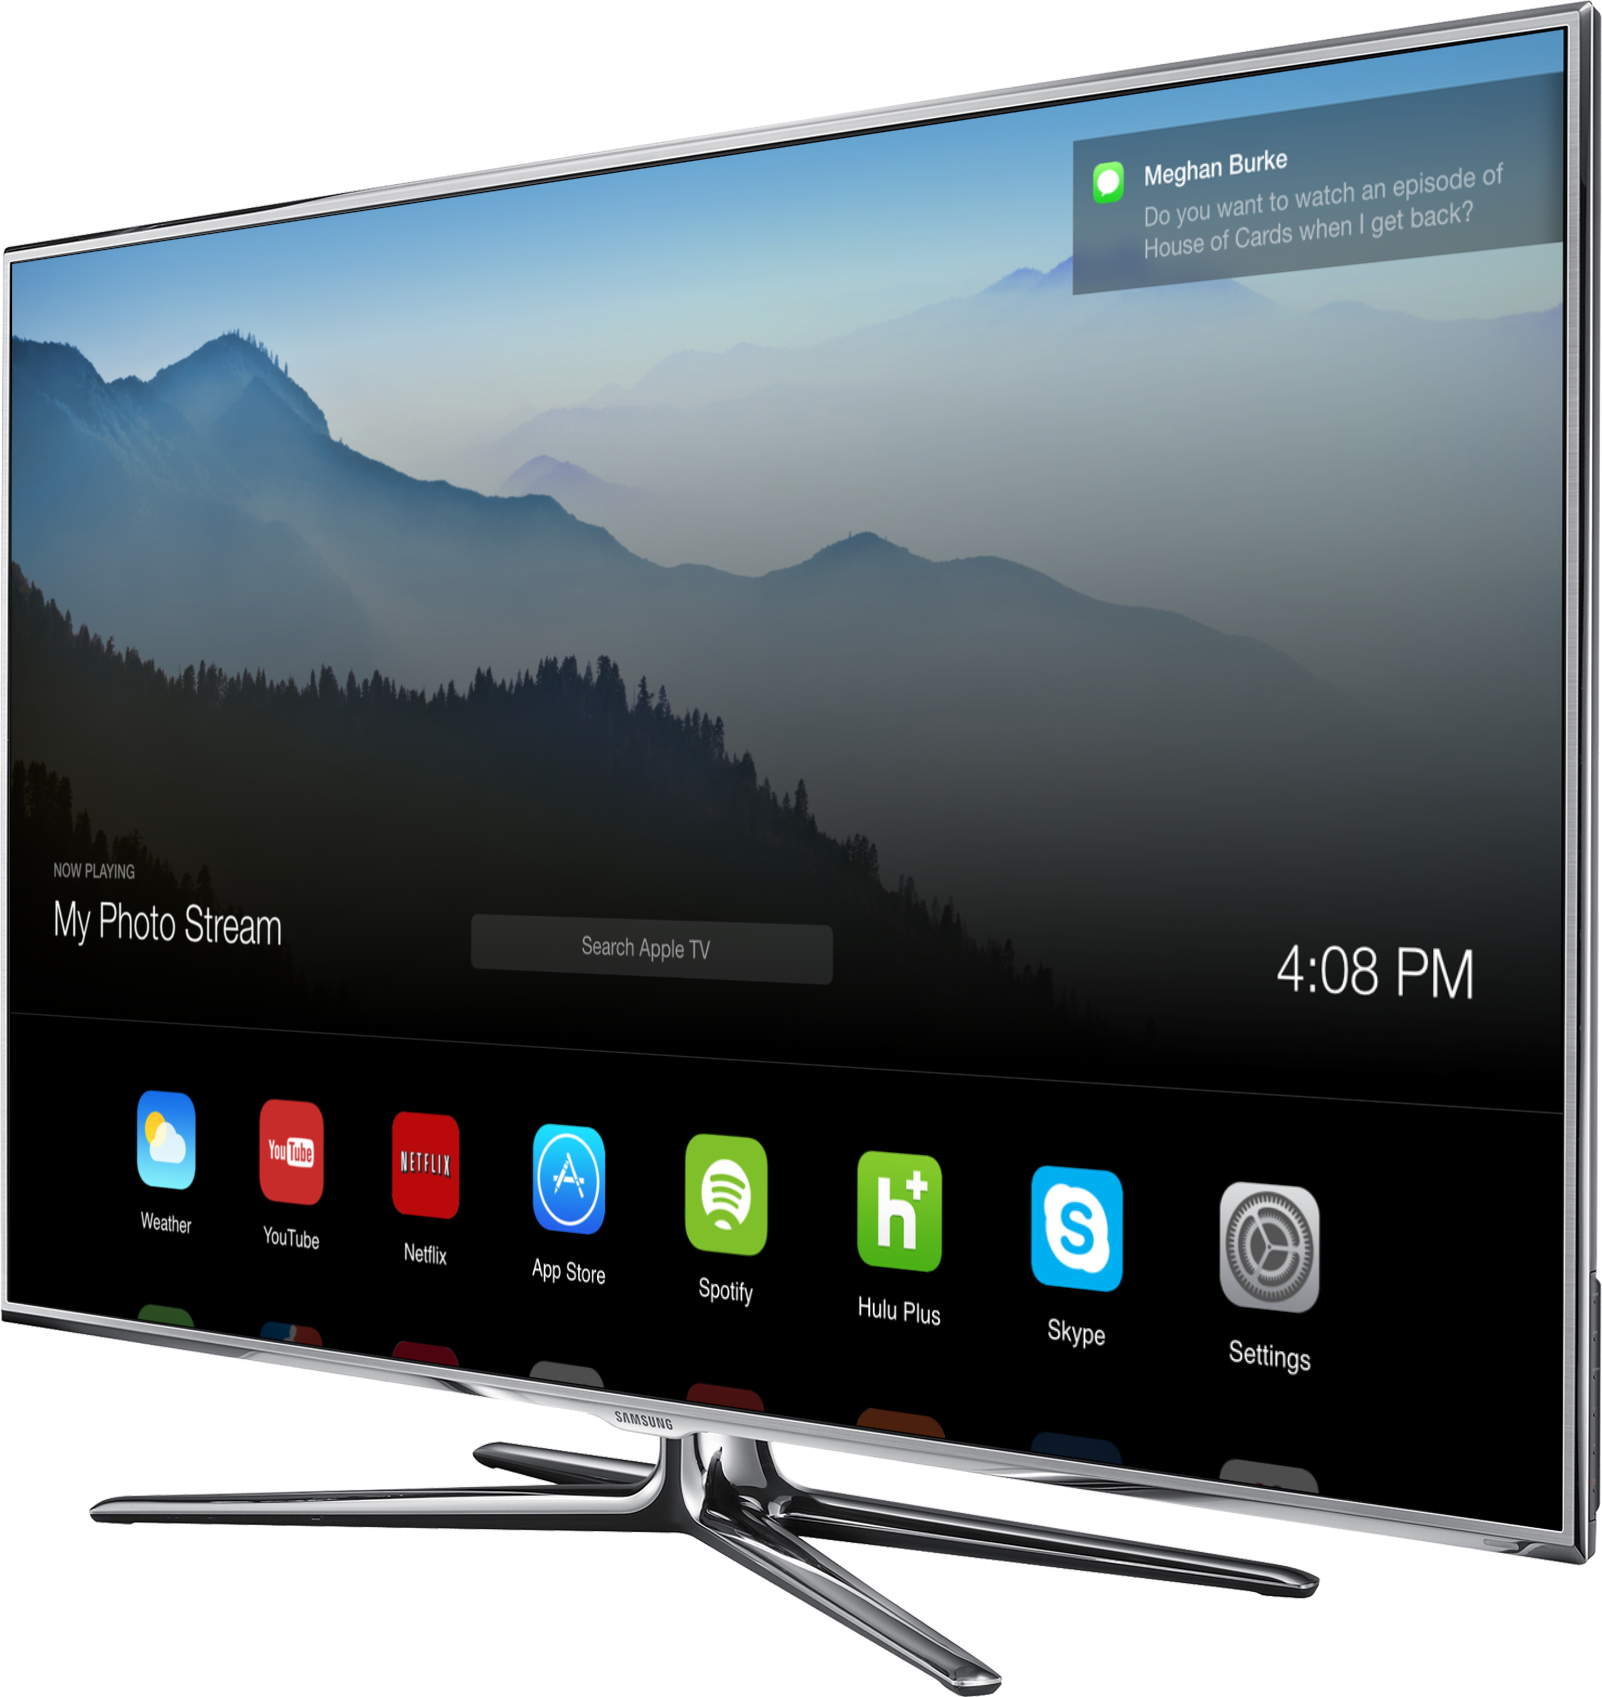 Meghan Burke
Do you want to watch an episode of
House of Cards when I get back?
NOW PLAYING
My Photo Stream
Search Apple TV
4:08 PM
You Tube
NETFLIX
h+
S
Weather
YouTube
Netflix
App Store
Spotify
Hulu Plus
Skype
Settings
SAMSUNG